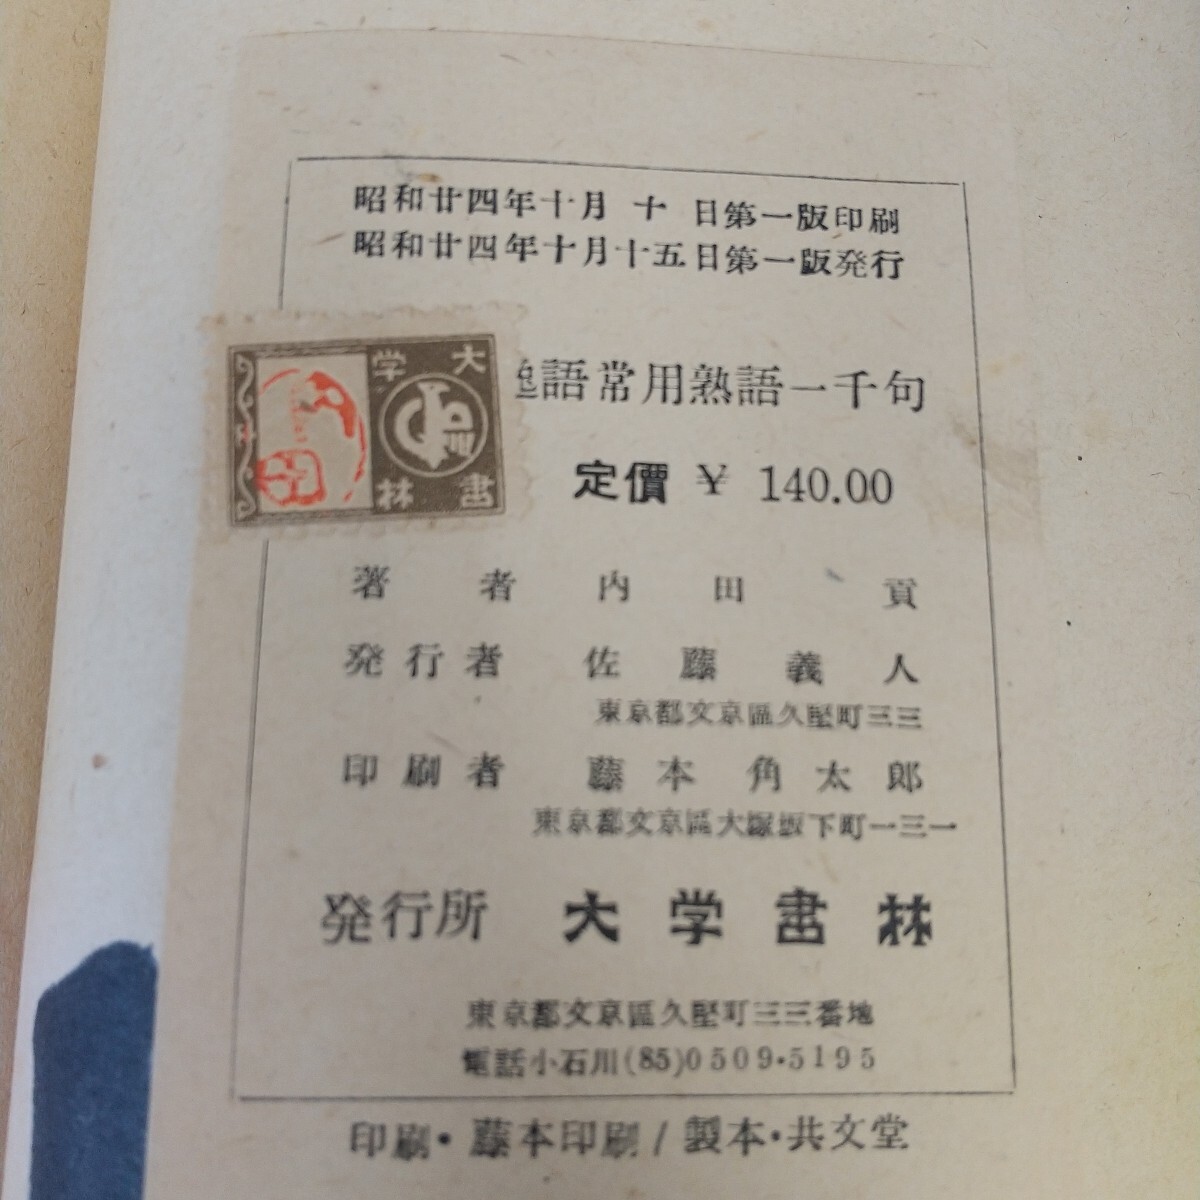 昭和廿四年十月 十 日第一版印刷
昭和廿四年十月十五日第一版発行
語常用熟語一千句
大学書林
定價 ¥ 140.00
著 者 内 田 貢
発行者 佐 藤 義 人
東京都文京區久堅町三三
印刷者 藤 本 角 太 郎
東京都文京區大塚坂下町一三一
発行所 大学書林
東京都文京區久堅町三三番地
電話小石川(85)0509・5195
印刷・藤本印刷/製本・共文堂